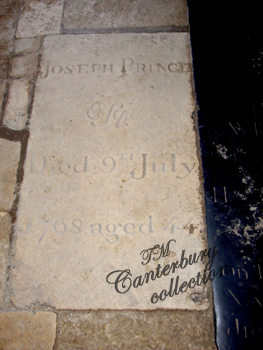 JOSEPH PRINCE
Esq.
Died 9th July
1768 aged 44
TM
Canterbury
collection